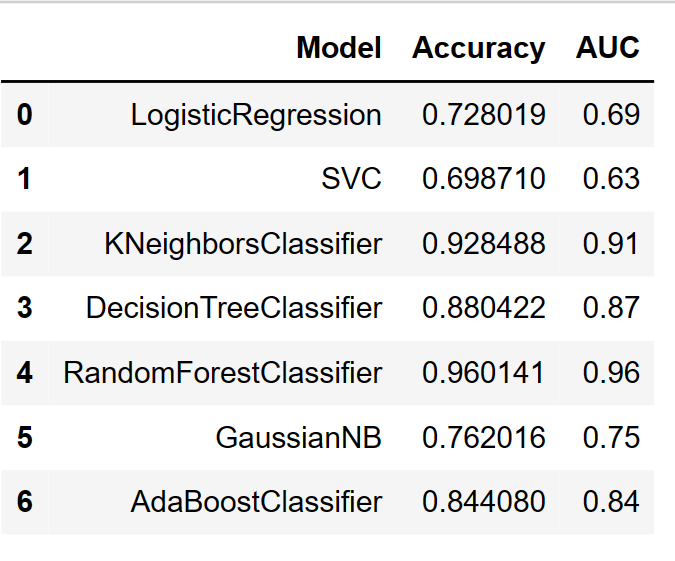 Model Accuracy AUC
0 LogisticRegression 0.728019 0.69
1 SVC 0.698710 0.63
2 KNeighborsClassifier 0.928488 0.91
3 DecisionTreeClassifier 0.880422 0.87
4 RandomForestClassifier 0.960141 0.96
5 GaussianNB 0.762016 0.75
6 AdaBoostClassifier 0.844080 0.84